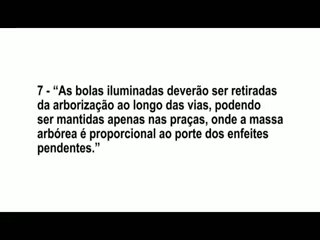 7 - “As bolas iluminadas deverão ser retiradas
da arborização ao longo das vias, podendo
ser mantidas apenas nas praças, onde a massa
arbórea é proporcional ao porte dos enfeites
pendentes.”